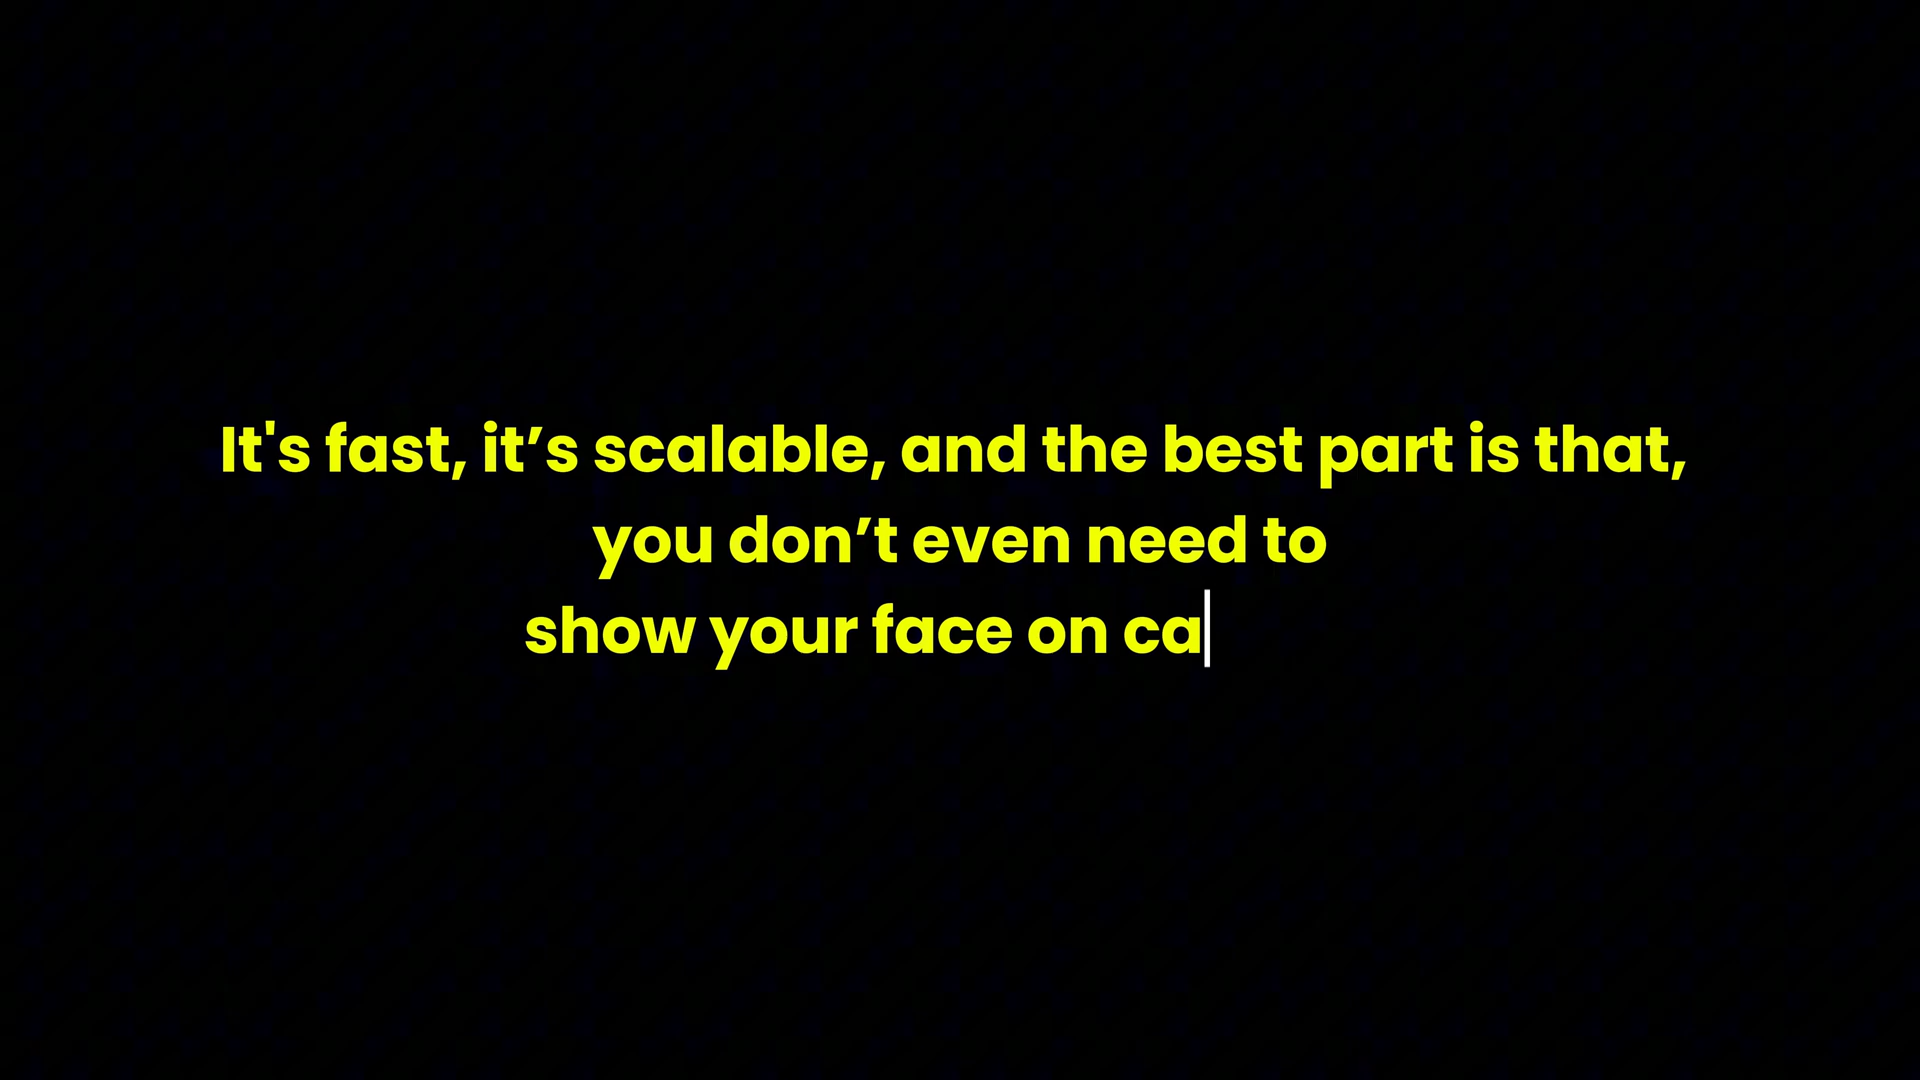 It's fast, it’s scalable, and the best part is that,
you don’t even need to
show your face on ca